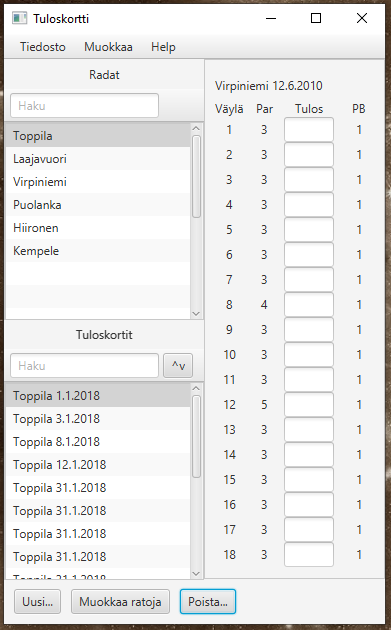 Tuloskortti
Tiedosto Muokkaa Help
Radat
Haku
Toppila
Laajavuori
Virpiniemi
Puolanka
Hiironen
Kempele
Tuloskortit
Haku ^v
Toppila 1.1.2018
Toppila 3.1.2018
Toppila 8.1.2018
Toppila 12.1.2018
Toppila 31.1.2018
Toppila 31.1.2018
Toppila 31.1.2018
Toppila 31.1.2018
Toppila 31.1.2018
Virpiniemi 12.6.2010
Väylä Par Tulos PB
1 3 1
2 3 1
3 3 1
4 3 1
5 3 1
6 3 1
7 3 1
8 4 1
9 3 1
10 3 1
11 3 1
12 5 1
13 3 1
14 3 1
15 3 1
16 3 1
17 3 1
18 3 1
Uusi... Muokkaa ratoja Poista...